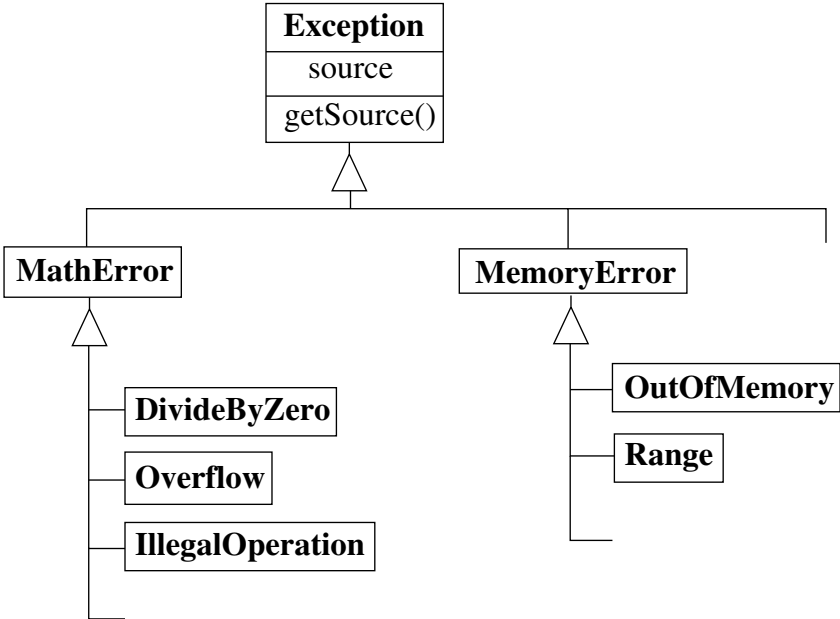 Exception
source
getSource()
MathError
MemoryError
DivideByZero
Overflow
IllegalOperation
OutOfMemory
Range